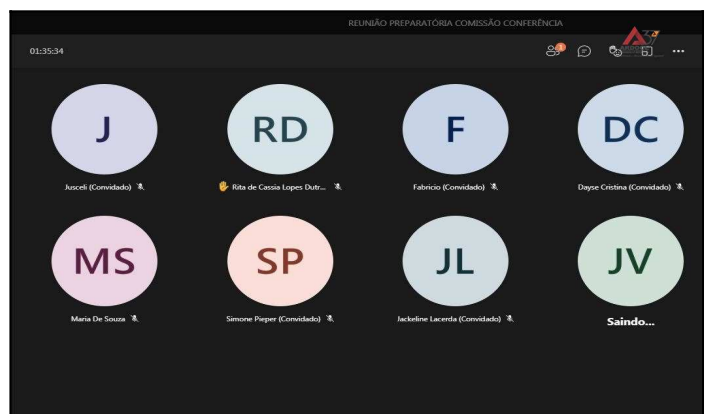 REUNIÃO PREPARATÓRIA COMISSÃO CONFERÊNCIA
01:35:34
1
J
RD
F
DC
Jusceli (Convidado)
Rita de Cassia Lopes Dutr...
Fabricio (Convidado)
Dayse Cristina (Convidado)
MS
SP
JL
JV
Maria De Souza
Simone Pieper (Convidado)
Jackeline Lacerda (Convidado)
Saindo...